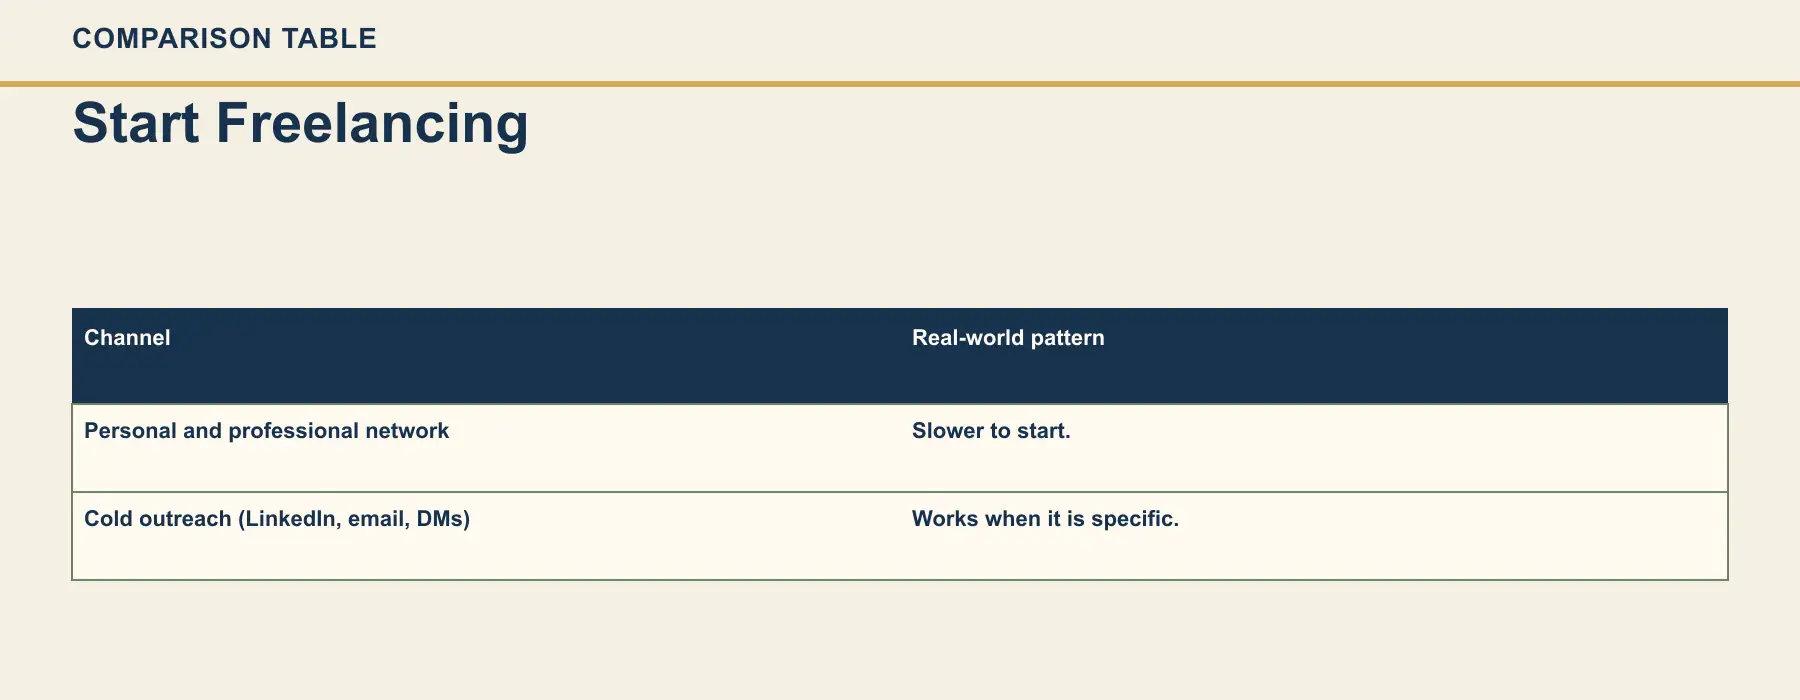 COMPARISON TABLE
Start Freelancing
Channel Real-world pattern
Personal and professional network Slower to start.
Cold outreach (LinkedIn, email, DMs) Works when it is specific.